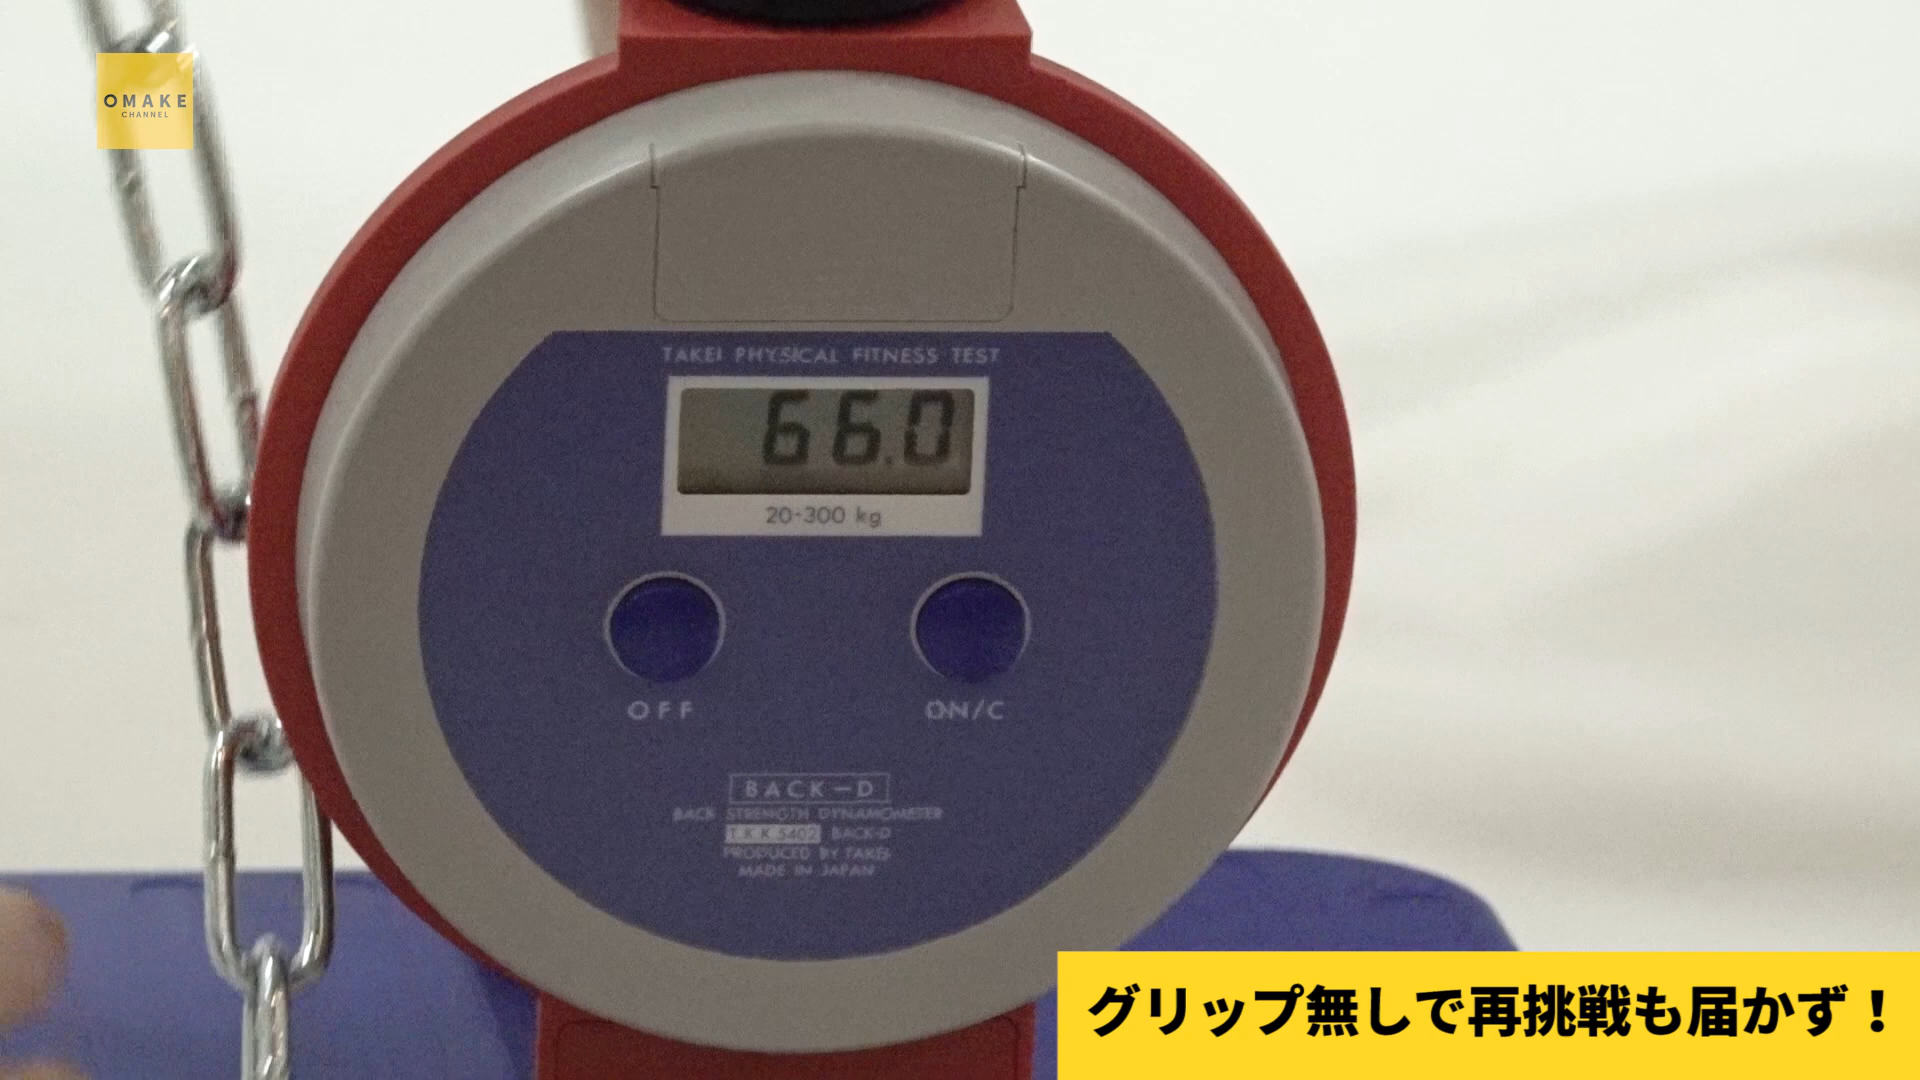 OMAKE
CHANNEL
TAKEI PHYSICAL FITNESS TEST
66.0
20-300 kg
OFF
ON/C
BACK-D
BACK STRENGTH DYNAMOMETER
T.K.K.5402 BACK-D
PRODUCED BY TAKEI
MADE IN JAPAN
グリップ無しで再挑戦も届かず！